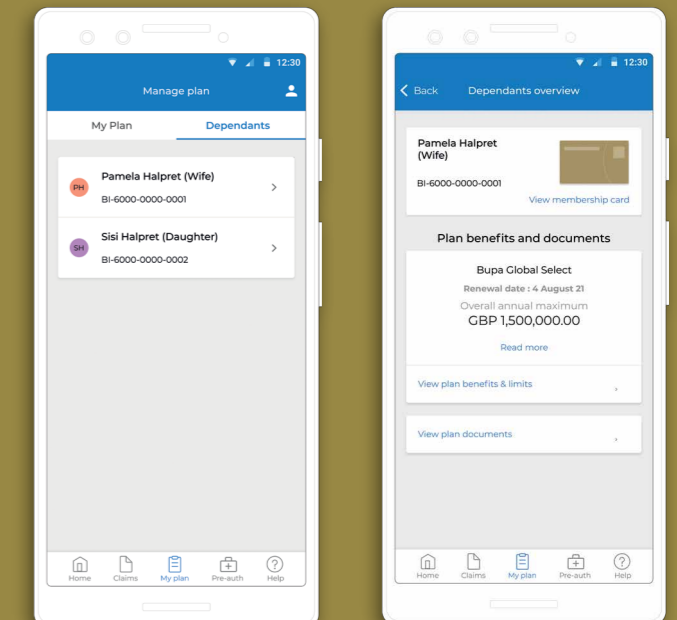 12:30
Manage plan
My Plan
Dependants
PH
Pamela Halpret (Wife)
BI-6000-0000-0001
SH
Sisi Halpret (Daughter)
BI-6000-0000-0002
Home
Claims
My plan
Pre-auth
Help
12:30
Back
Dependants overview
Pamela Halpret
(Wife)
BI-6000-0000-0001
View membership card
Plan benefits and documents
Bupa Global Select
Renewal date : 4 August 21
Overall annual maximum
GBP 1,500,000.00
Read more
View plan benefits & limits
View plan documents
Home
Claims
My plan
Pre-auth
Help